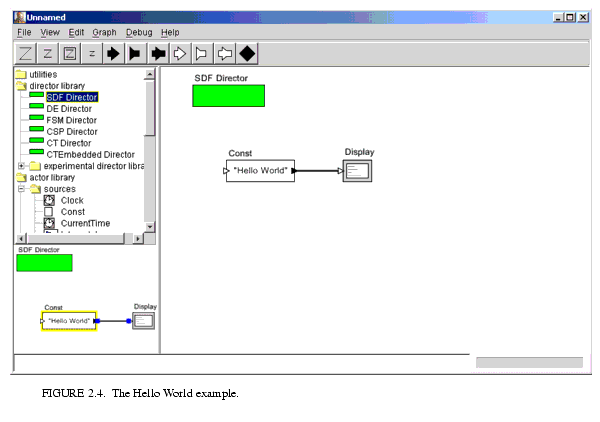 Unnamed
File View Edit Graph Debug Help
utilities
director library
SDF Director
DE Director
FSM Director
CSP Director
CT Director
CTEmbedded Director
experimental director libra
actor library
sources
Clock
Const
CurrentTime
SDF Director
Const
Display
"Hello World"
SDF Director
Const
Display
"Hello World"
FIGURE 2.4. The Hello World example.